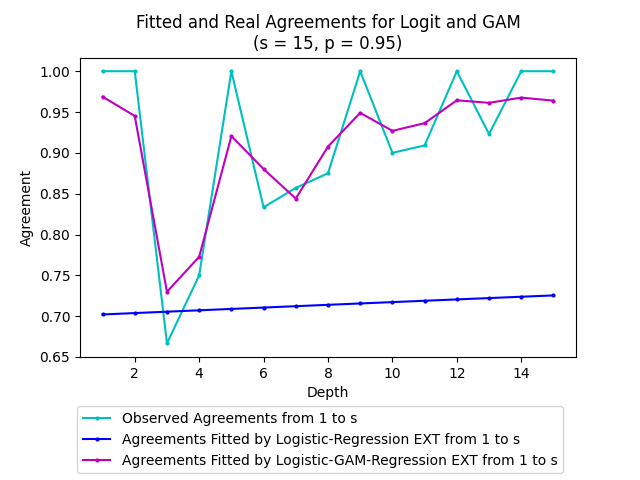 Fitted and Real Agreements for Logit and GAM
(s = 15, p = 0.95)
1.00
0.95
0.90
0.85
0.80
0.75
0.70
0.65
Agreement
2 4 6 8 10 12 14
Depth
Observed Agreements from 1 to s
Agreements Fitted by Logistic-Regression EXT from 1 to s
Agreements Fitted by Logistic-GAM-Regression EXT from 1 to s